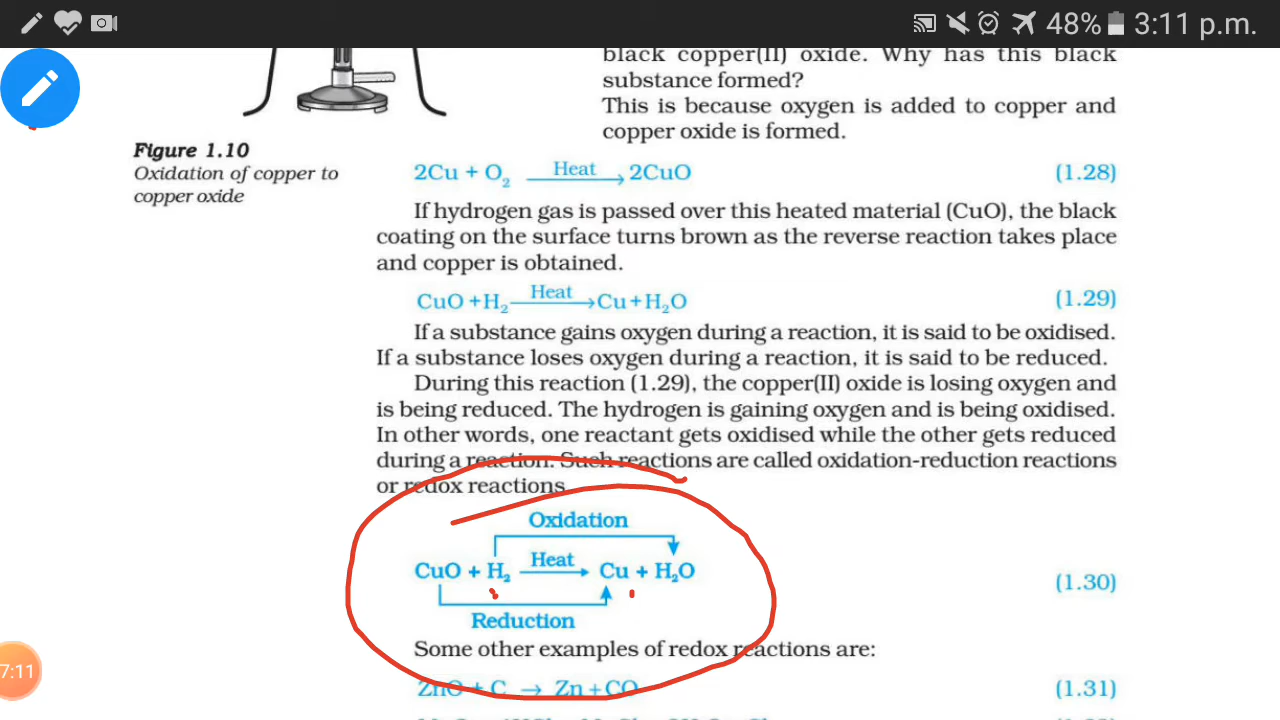 48% 3:11 p.m.
black copper(II) oxide. Why has this black
substance formed?
This is because oxygen is added to copper and
copper oxide is formed.
Figure 1.10
Oxidation of copper to
copper oxide
2Cu + O₂ Heat → 2CuO (1.28)
If hydrogen gas is passed over this heated material (CuO), the black
coating on the surface turns brown as the reverse reaction takes place
and copper is obtained.
CuO + H₂ Heat → Cu + H₂O (1.29)
If a substance gains oxygen during a reaction, it is said to be oxidised.
If a substance loses oxygen during a reaction, it is said to be reduced.
During this reaction (1.29), the copper(II) oxide is losing oxygen and
is being reduced. The hydrogen is gaining oxygen and is being oxidised.
In other words, one reactant gets oxidised while the other gets reduced
during a reaction. Such reactions are called oxidation-reduction reactions
or redox reactions.
Oxidation
CuO + H₂ Heat → Cu + H₂O (1.30)
Reduction
Some other examples of redox reactions are:
7:11
ZnO + C → Zn + CO (1.31)